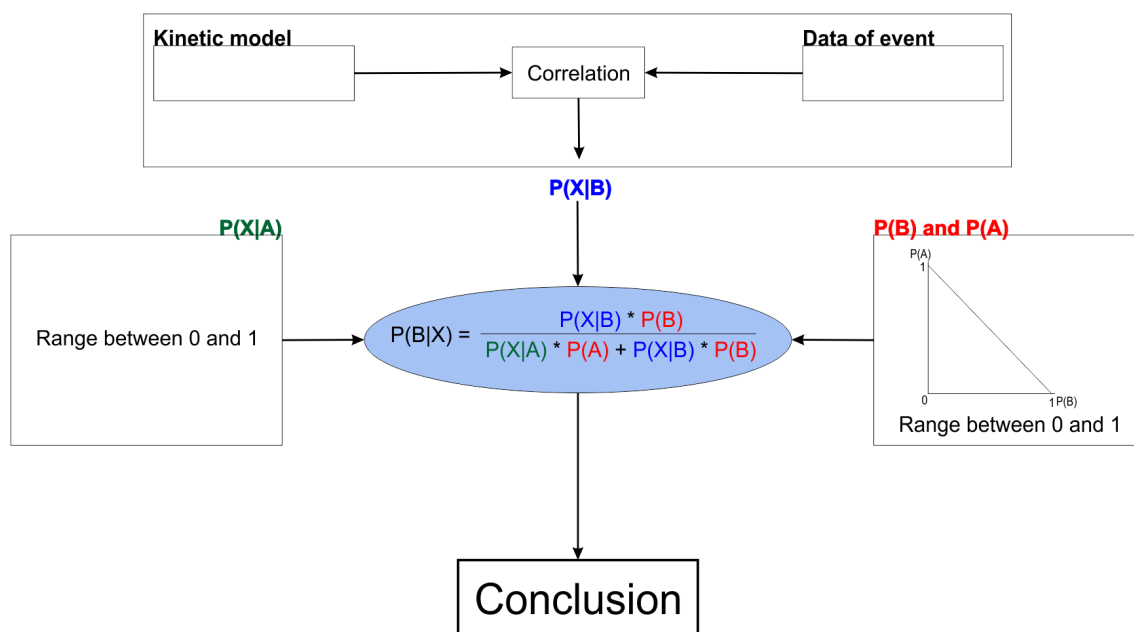 Kinetic model
Data of event
Correlation
P(X|B)
P(X|A)
P(B) and P(A)
P(A)
1
Range between 0 and 1
P(B|X) = P(X|B) * P(B)
P(X|A) * P(A) + P(X|B) * P(B)
0
1 P(B)
Range between 0 and 1
Conclusion